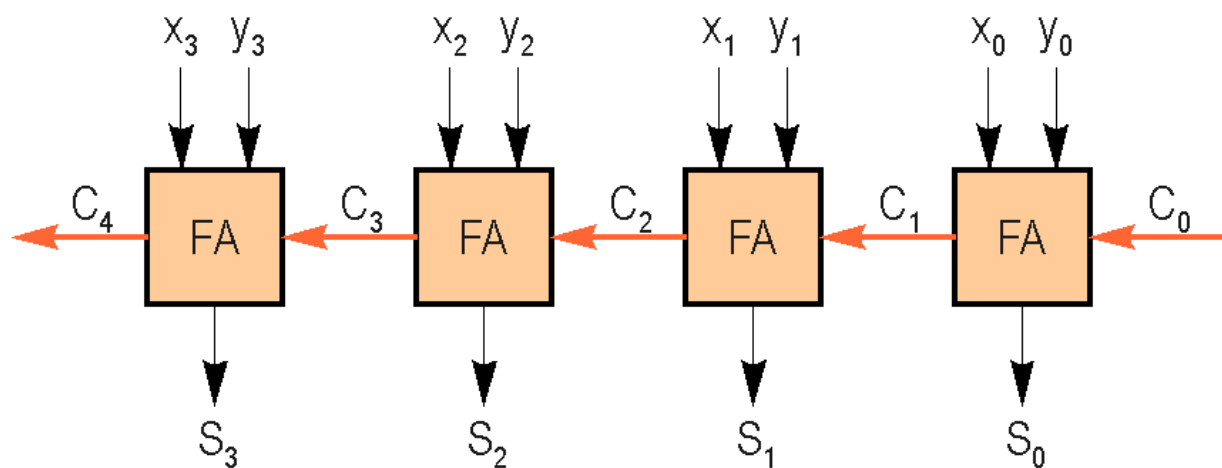 x₃ y₃ x₂ y₂ x₁ y₁ x₀ y₀
C₄ FA C₃ FA C₂ FA C₁ FA C₀
S₃ S₂ S₁ S₀